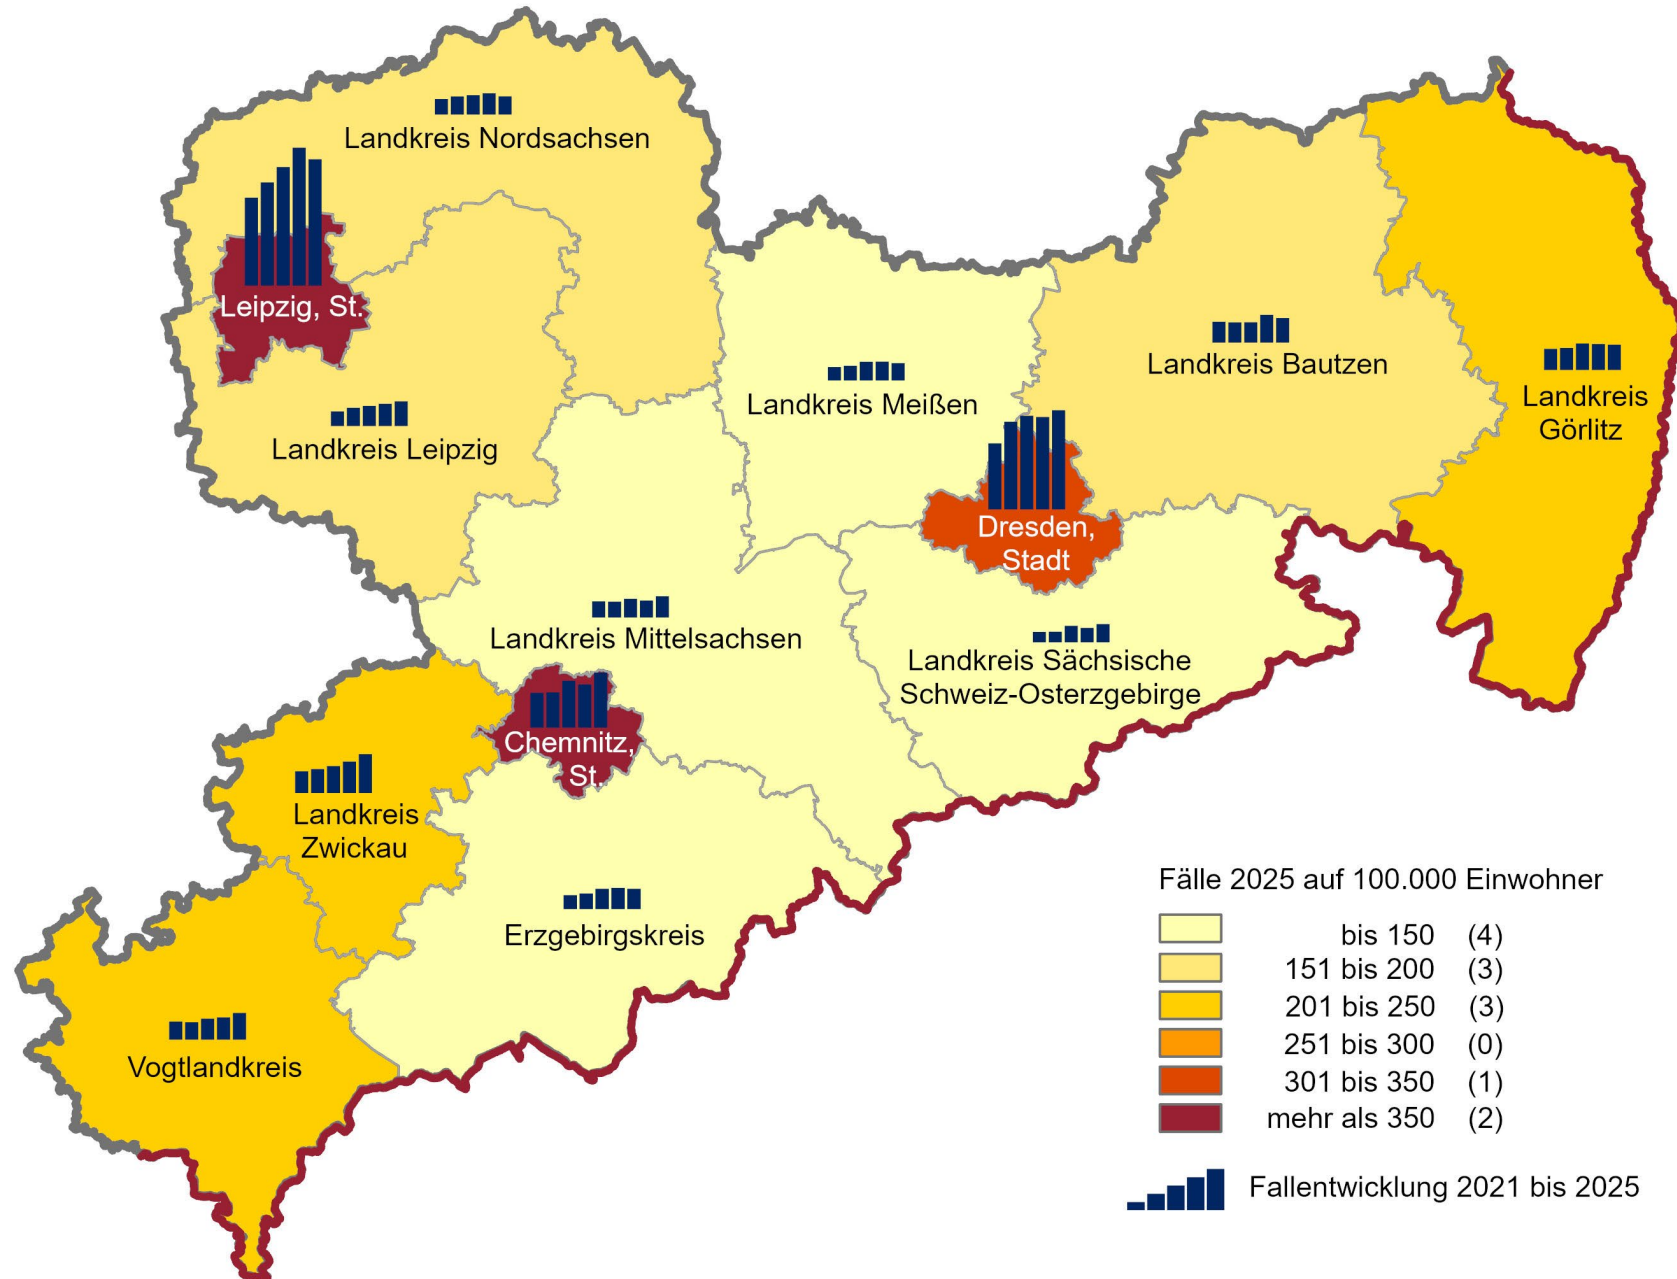 Landkreis Nordsachsen
Leipzig, St.
Landkreis Bautzen
Landkreis Meißen
Landkreis
Görlitz
Landkreis Leipzig
Dresden,
Stadt
Landkreis Mittelsachsen
Landkreis Sächsische
Schweiz-Osterzgebirge
Chemnitz,
St.
Landkreis
Zwickau
Erzgebirgskreis
Vogtlandkreis
Fälle 2025 auf 100.000 Einwohner
bis 150 (4)
151 bis 200 (3)
201 bis 250 (3)
251 bis 300 (0)
301 bis 350 (1)
mehr als 350 (2)
Fallentwicklung 2021 bis 2025